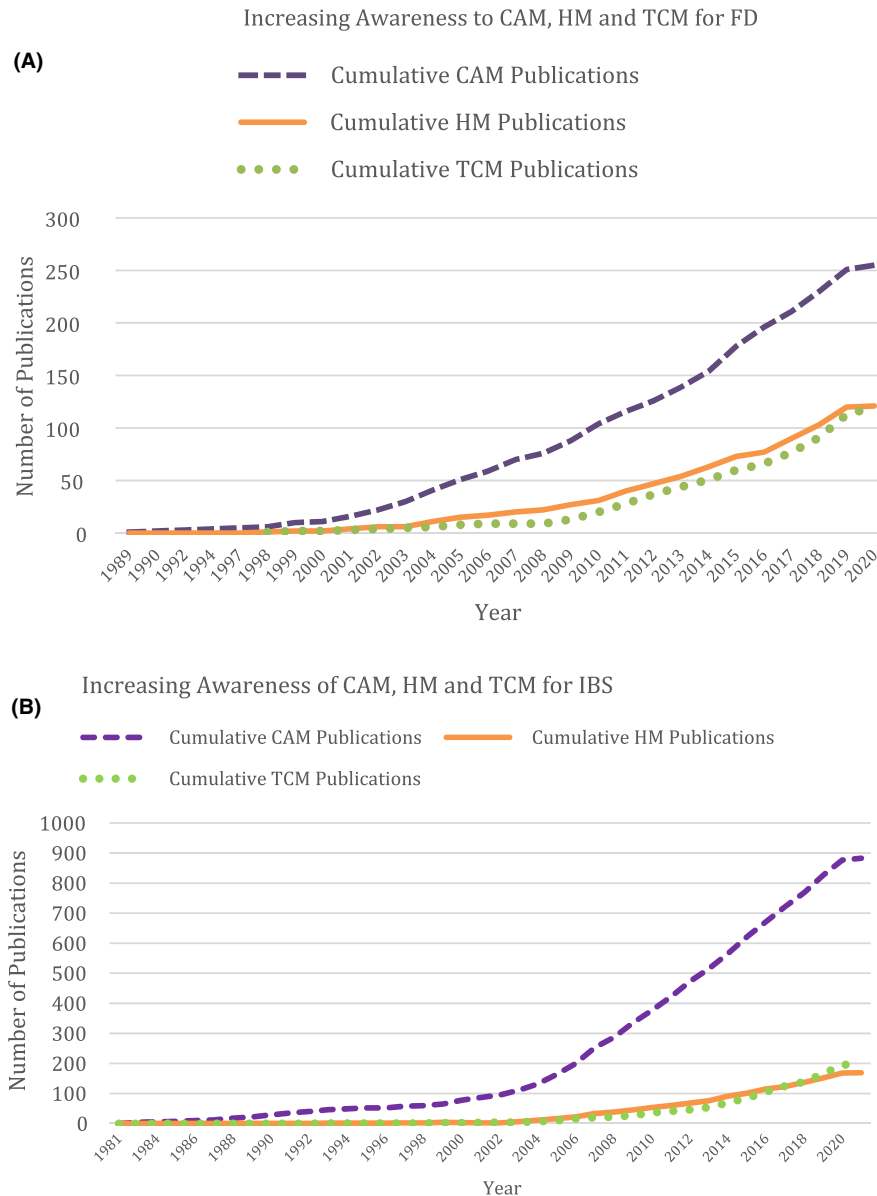 Increasing Awareness to CAM, HM and TCM for FD
(A)
Cumulative CAM Publications
Cumulative HM Publications
Cumulative TCM Publications
300
250
200
150
100
50
0
Number of Publications
1989 1990 1992 1994 1997 1998 1999 2000 2001 2002 2003 2004 2005 2006 2007 2008 2009 2010 2011 2012 2013 2014 2015 2016 2017 2018 2019 2020
Year
Increasing Awareness of CAM, HM and TCM for IBS
(B)
Cumulative CAM Publications Cumulative HM Publications
Cumulative TCM Publications
1000
900
800
700
600
500
400
300
200
100
0
Number of Publications
1981 1984 1986 1988 1990 1992 1994 1996 1998 2000 2002 2004 2006 2008 2010 2012 2014 2016 2018 2020
Year